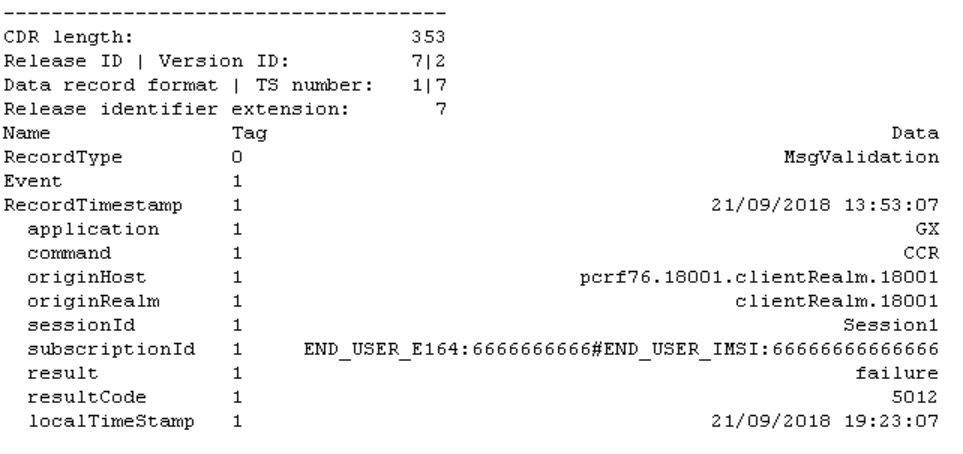 -------------------------------------
CDR length: 353
Release ID | Version ID: 7|2
Data record format | TS number: 1|7
Release identifier extension: 7
Name Tag Data
RecordType 0 MsgValidation
Event 1
RecordTimestamp 1 21/09/2018 13:53:07
application 1 GX
command 1 CCR
originHost 1 pcrf76.18001.clientRealm.18001
originRealm 1 clientRealm.18001
sessionId 1 Session1
subscriptionId 1 END_USER_E164:6666666666#END_USER_IMSI:66666666666666
result 1 failure
resultCode 1 5012
localTimeStamp 1 21/09/2018 19:23:07